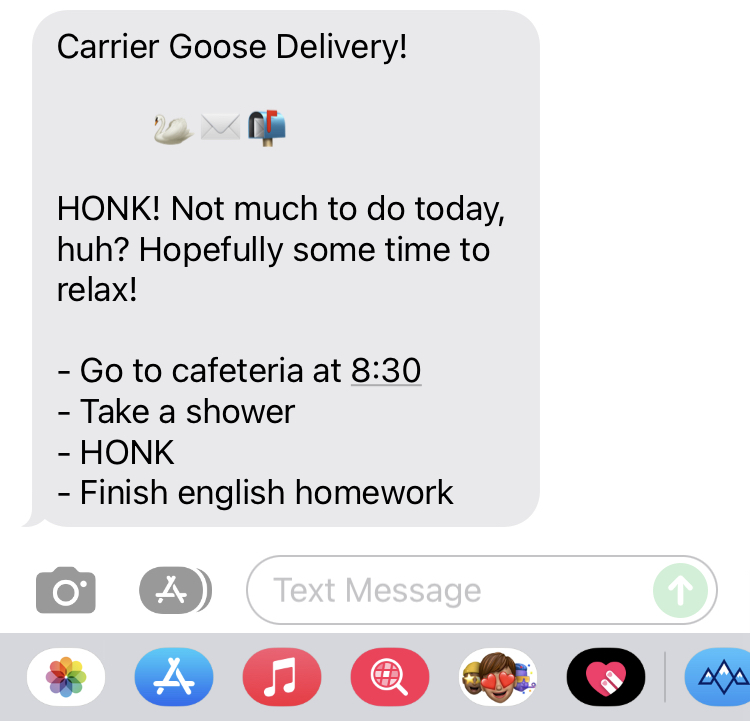 Carrier Goose Delivery!
🦢✉️📬
HONK! Not much to do today,
huh? Hopefully some time to
relax!
- Go to cafeteria at 8:30
- Take a shower
- HONK
- Finish english homework
Text Message